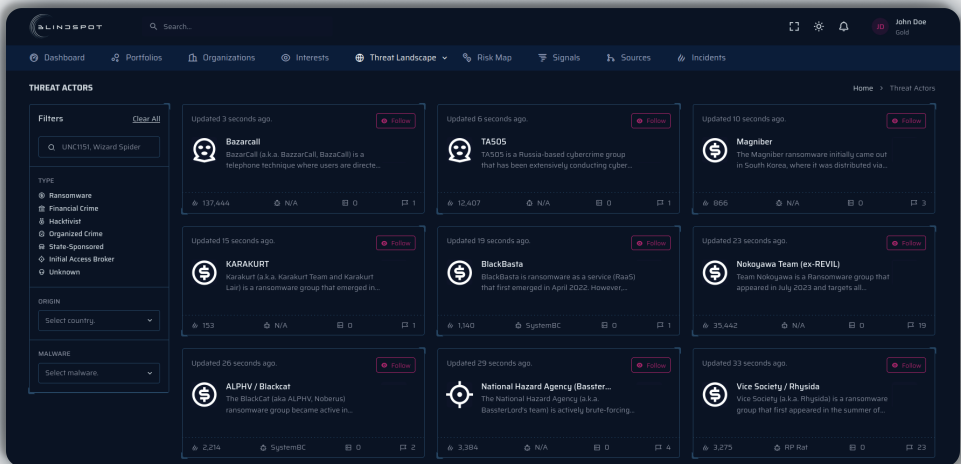 BLINDSPOT
Search...
JD
John Doe
Gold
Dashboard
Portfolios
Organizations
Interests
Threat Landscape
Risk Map
Signals
Sources
Incidents
THREAT ACTORS
Home > Threat Actors
Filters
Clear All
UNC1151, Wizard Spider
TYPE
Ransomware
Financial Crime
Hacktivist
Organized Crime
State-Sponsored
Initial Access Broker
Unknown
ORIGIN
Select country.
MALWARE
Select malware.
Updated 3 seconds ago.
Follow
Bazarcall
BazarCall (a.k.a. BazzarCall, BazaCall) is a
telephone technique where users are directe...
137,444 N/A 0 1
Updated 6 seconds ago.
Follow
TA505
TA505 is a Russia-based cybercrime group
that has been extensively conducting cyber...
12,407 N/A 0 1
Updated 10 seconds ago.
Follow
Magniber
The Magniber ransomware initially came out
in South Korea, where it was distributed via...
866 N/A 0 3
Updated 15 seconds ago.
Follow
KARAKURT
Karakurt (a.k.a. Karakurt Team and Karakurt
Lair) is a ransomware group that emerged in...
153 N/A 0 1
Updated 19 seconds ago.
Follow
BlackBasta
BlackBasta is ransomware as a service (RaaS)
that first emerged in April 2022. However,...
1,140 SystemBC 0 1
Updated 23 seconds ago.
Follow
Nokoyawa Team (ex-REVIL)
Team Nokoyawa is a Ransomware group that
appeared in July 2023 and targets all...
35,442 N/A 0 19
Updated 26 seconds ago.
Follow
ALPHV / Blackcat
The BlackCat (aka ALPHV, Noberus)
ransomware group became active in...
2,214 SystemBC 0 2
Updated 29 seconds ago.
Follow
National Hazard Agency (Basster...
The National Hazard Agency (a.k.a.
BassterLord's team) is actively brute-forcing...
3,384 N/A 0 4
Updated 33 seconds ago.
Follow
Vice Society / Rhysida
Vice Society (a.k.a. Rhysida) is a ransomware
group that first appeared in the summer of...
3,275 RP Rat 0 23